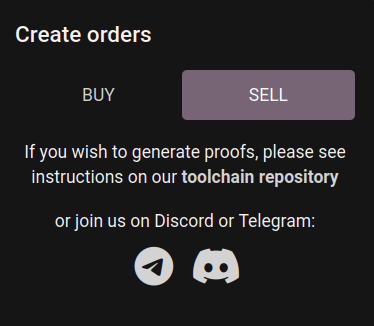 Create orders
BUY
SELL
If you wish to generate proofs, please see
instructions on our toolchain repository
or join us on Discord or Telegram: